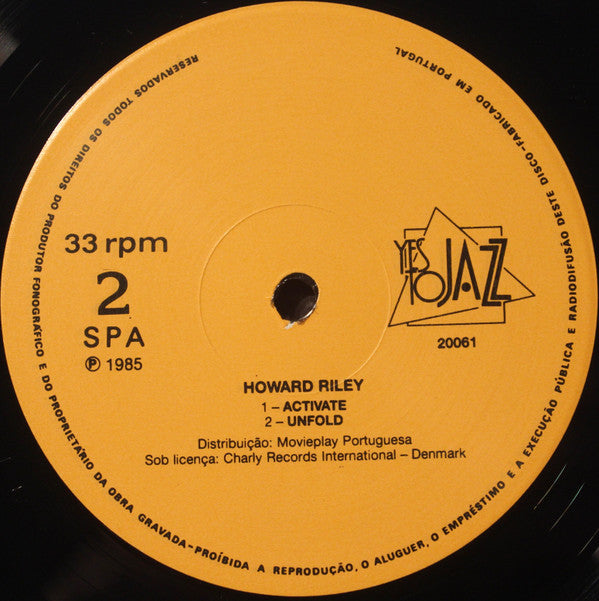 RESERVADOS TODOS OS DIREITOS DO PRODUTOR FONOGRÁFICO E DO PROPRIETÁRIO DA OBRA GRAVADA-PROÍBIDA A REPRODUÇÃO, O ALUGUER, O EMPRÉSTIMO E A EXECUÇÃO PÚBLICA E RADIODIFUSÃO DESTE DISCO-FABRICADO EM PORTUGAL
33 rpm
2
SPA
Ⓟ 1985
YES
TO JAZZ
20061
HOWARD RILEY
1 – ACTIVATE
2 – UNFOLD
Distribuição: Movieplay Portuguesa
Sob licença: Charly Records International – Denmark